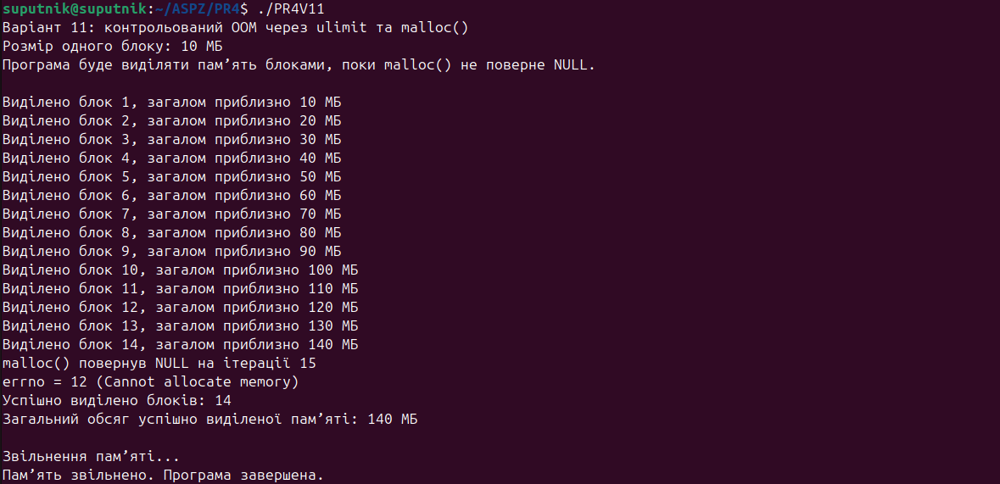 suputnik@suputnik:~/ASPZ/PR4$ ./PR4V11
Варіант 11: контрольований OOM через ulimit та malloc()
Розмір одного блоку: 10 МБ
Програма буде виділяти пам’ять блоками, поки malloc() не поверне NULL.
Виділено блок 1, загалом приблизно 10 МБ
Виділено блок 2, загалом приблизно 20 МБ
Виділено блок 3, загалом приблизно 30 МБ
Виділено блок 4, загалом приблизно 40 МБ
Виділено блок 5, загалом приблизно 50 МБ
Виділено блок 6, загалом приблизно 60 МБ
Виділено блок 7, загалом приблизно 70 МБ
Виділено блок 8, загалом приблизно 80 МБ
Виділено блок 9, загалом приблизно 90 МБ
Виділено блок 10, загалом приблизно 100 МБ
Виділено блок 11, загалом приблизно 110 МБ
Виділено блок 12, загалом приблизно 120 МБ
Виділено блок 13, загалом приблизно 130 МБ
Виділено блок 14, загалом приблизно 140 МБ
malloc() повернув NULL на ітерації 15
errno = 12 (Cannot allocate memory)
Успішно виділено блоків: 14
Загальний обсяг успішно виділеної пам’яті: 140 МБ
Звільнення пам’яті...
Пам’ять звільнено. Програма завершена.